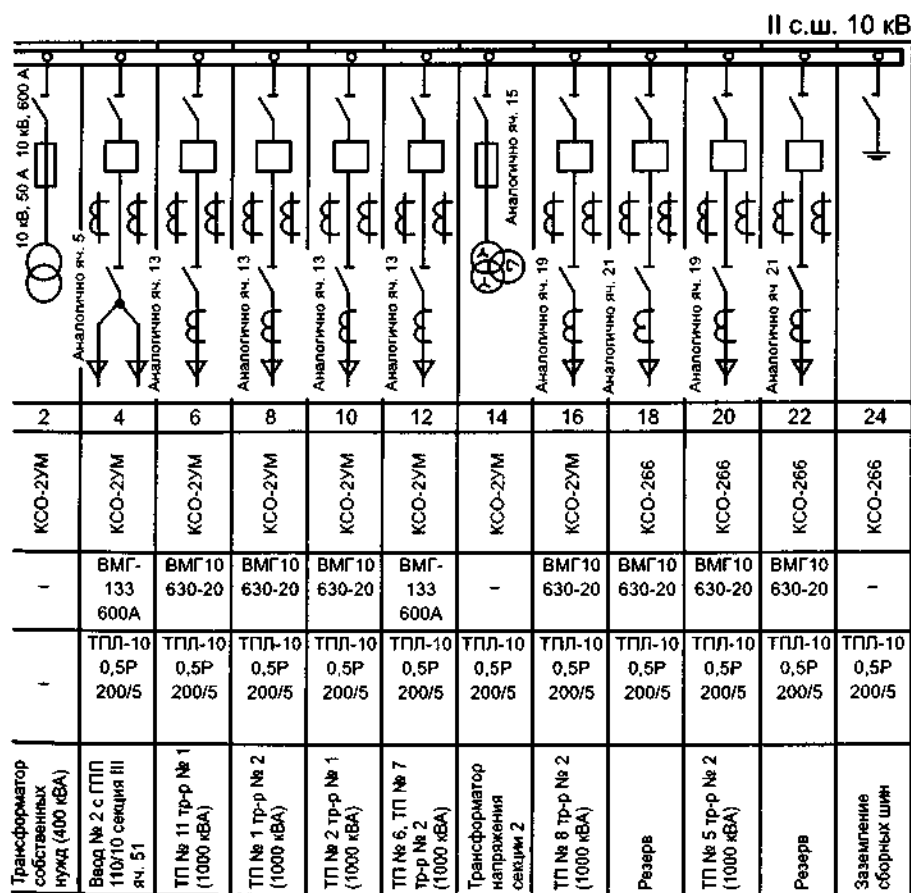 II с.ш. 10 кВ
10 кВ, 50 А 10 кВ, 600 А
Аналогично яч. 5
Аналогично яч. 13
Аналогично яч. 13
Аналогично яч. 13
Аналогично яч. 13
Аналогично яч. 15
Аналогично яч. 19
Аналогично яч. 21
Аналогично яч. 19
Аналогично яч 21
2 4 6 8 10 12 14 16 18 20 22 24
КСО-2УМ КСО-2УМ КСО-2УМ КСО-2УМ КСО-2УМ КСО-2УМ КСО-2УМ КСО-2УМ КСО-266 КСО-266 КСО-266 КСО-266
– ВМГ- ВМГ10 ВМГ10 ВМГ10 ВМГ- – ВМГ10 ВМГ10 ВМГ10 ВМГ10 –
133 630-20 630-20 630-20 133 630-20 630-20 630-20 630-20
600А 600А
- ТПЛ-10 ТПЛ-10 ТПЛ-10 ТПЛ-10 ТПЛ-10 ТПЛ-10 ТПЛ-10 ТПЛ-10 ТПЛ-10 ТПЛ-10 ТПЛ-10
0,5Р 0,5Р 0,5Р 0,5Р 0,5Р 0,5Р 0,5Р 0,5Р 0,5Р 0,5Р 0,5Р
200/5 200/5 200/5 200/5 200/5 200/5 200/5 200/5 200/5 200/5 200/5
Трансформатор
собственных
нужд (400 кВА)
Ввод № 2 с ГПП
110/10 секция III
яч. 51
ТП № 11 тр-р № 1
(1000 кВА)
ТП № 1 тр-р № 2
(1000 кВА)
ТП № 2 тр-р № 1
(1000 кВА)
ТП № 6, ТП № 7
тр-р № 2
(1000 кВА)
Трансформатор
напряжения
секции 2
ТП № 8 тр-р № 2
(1000 кВА)
Резерв
ТП № 5 тр-р № 2
(1000 кВА)
Резерв
Заземление
сборных шин